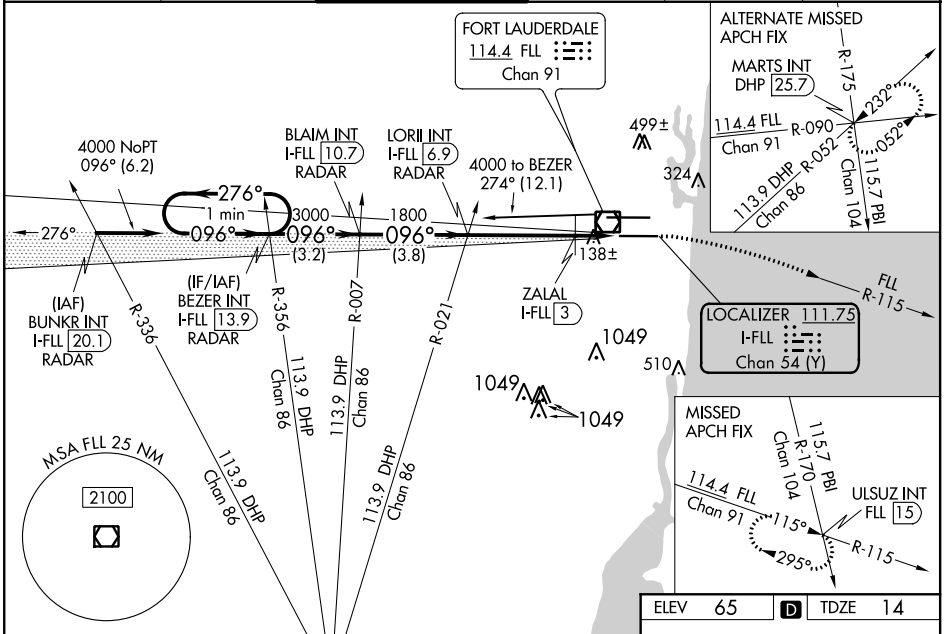 FORT LAUDERDALE
114.4 FLL
Chan 91
ALTERNATE MISSED
APCH FIX
MARTS INT
DHP 25.7
R-175
232°
052°
114.4 FLL
Chan 91
R-090
R-052
113.9 DHP
Chan 86
115.7 PBI
Chan 104
4000 NoPT
096° (6.2)
BLAIM INT
I-FLL 10.7
RADAR
LORII INT
I-FLL 6.9
RADAR
4000 to BEZER
274° (12.1)
499±
324
276°
1 min
276°
096°
3000
096°
(3.2)
1800
096°
(3.8)
138±
(IAF)
BUNKR INT
I-FLL 20.1
RADAR
(IF/IAF)
BEZER INT
I-FLL 13.9
RADAR
R-336
R-356
R-007
R-021
ZALAL
I-FLL 3
FLL
R-115
LOCALIZER 111.75
I-FLL
Chan 54 (Y)
1049
510
1049
1049
113.9 DHP
Chan 86
113.9 DHP
Chan 86
113.9 DHP
Chan 86
113.9 DHP
Chan 86
MSA FLL 25 NM
2100
MISSED
APCH FIX
115.7 PBI
R-170
Chan 104
114.4 FLL
Chan 91
115°
295°
ULSUZ INT
FLL 15
R-115
ELEV 65 D TDZE 14